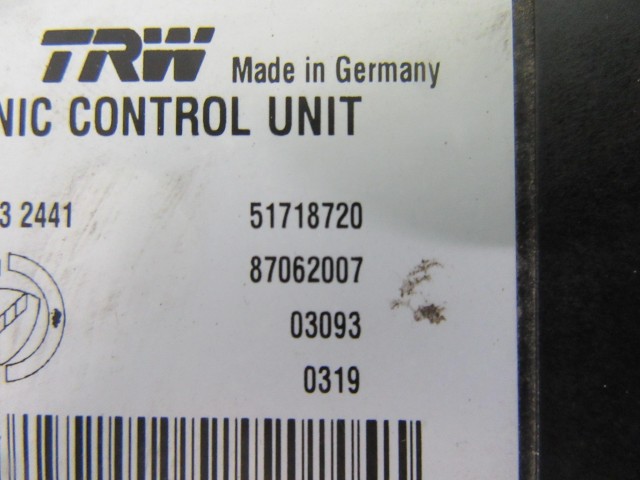 TRW Made in Germany
NIC CONTROL UNIT
3 2441 51718720
87062007
03093
0319